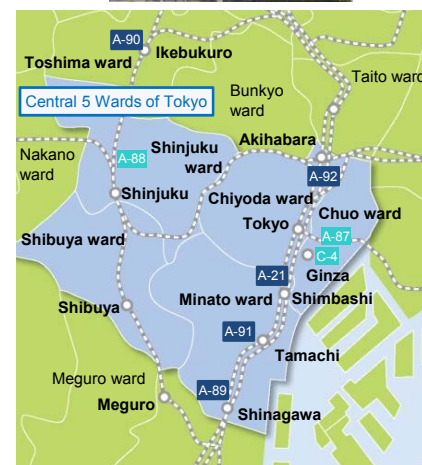 A-90
Ikebukuro
Toshima ward
Taito ward
Bunkyo
ward
Central 5 Wards of Tokyo
Akihabara
Nakano
ward
A-88
Shinjuku
ward
A-92
Shinjuku
Chiyoda ward
Chuo ward
Tokyo
A-87
Shibuya ward
C-4
Ginza
A-21
Minato ward
Shimbashi
Shibuya
A-91
Tamachi
Meguro ward
A-89
Meguro
Shinagawa